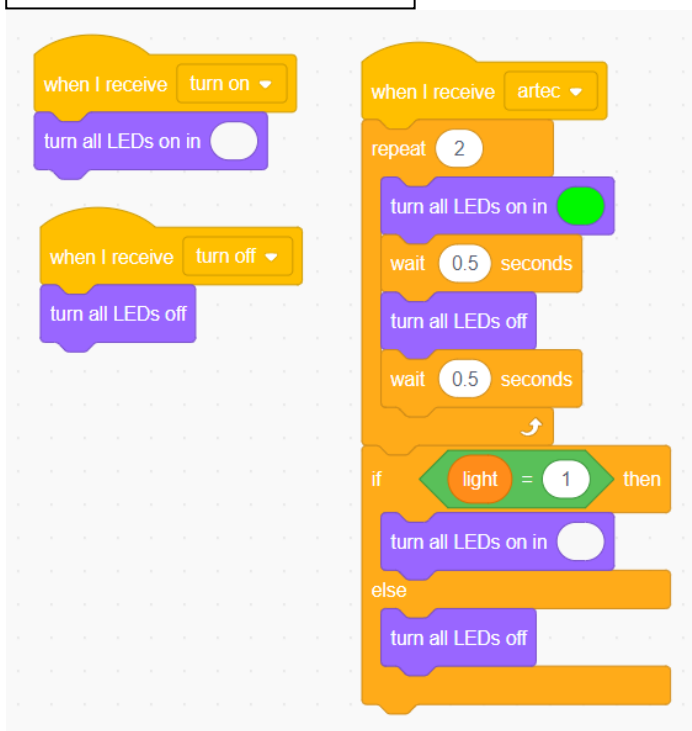 when I receive turn on
turn all LEDs on in
when I receive turn off
turn all LEDs off
when I receive artec
repeat 2
turn all LEDs on in
wait 0.5 seconds
turn all LEDs off
wait 0.5 seconds
if light = 1 then
turn all LEDs on in
else
turn all LEDs off